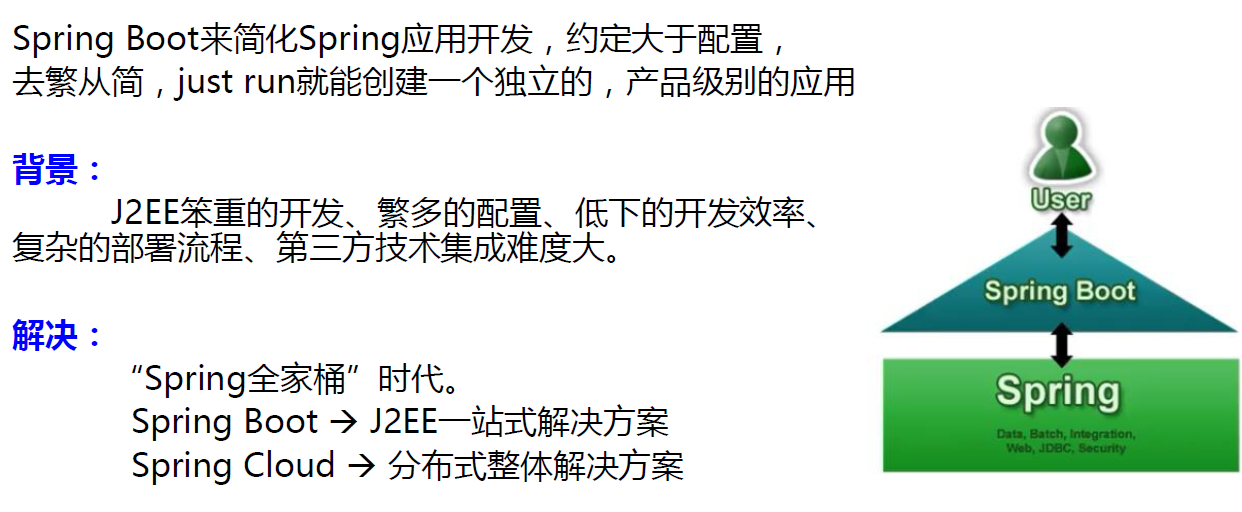 Spring Boot来简化Spring应用开发，约定大于配置，
去繁从简，just run就能创建一个独立的，产品级别的应用
背景：
J2EE笨重的开发、繁多的配置、低下的开发效率、
复杂的部署流程、第三方技术集成难度大。
解决：
“Spring全家桶”时代。
Spring Boot → J2EE一站式解决方案
Spring Cloud → 分布式整体解决方案
User
Spring Boot
Spring
Data, Batch, Integration,
Web, JDBC, Security